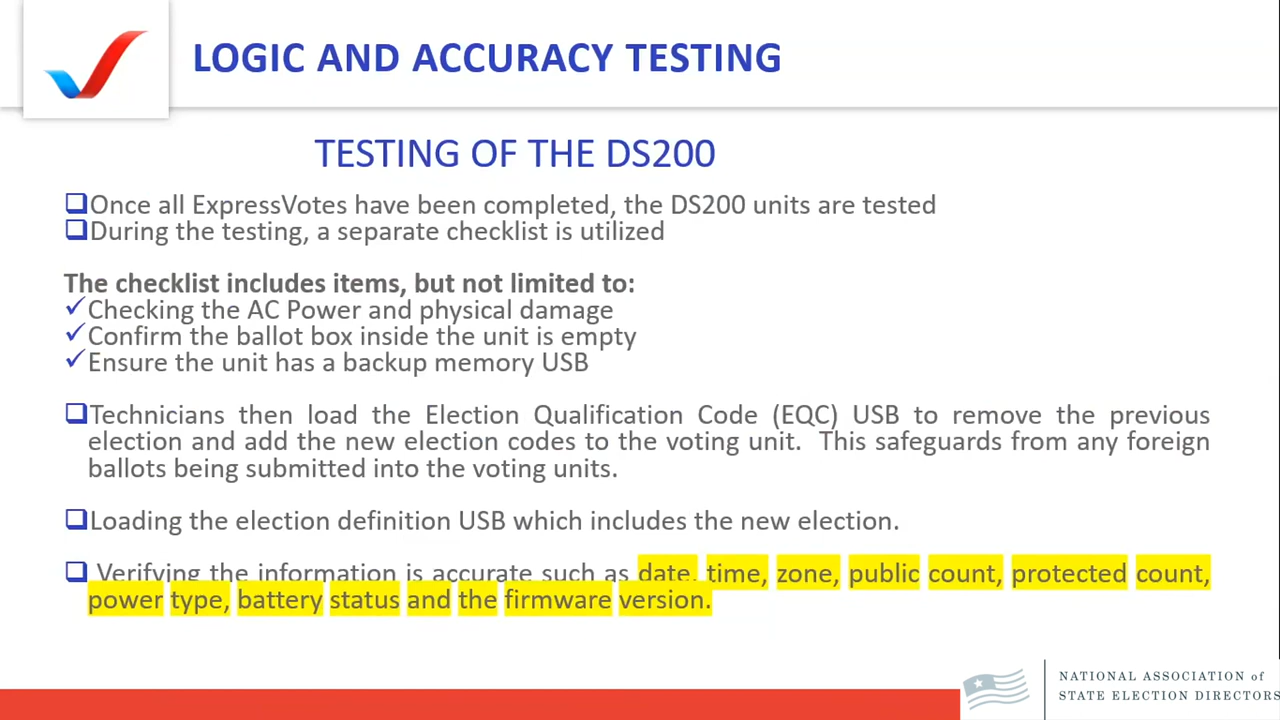 LOGIC AND ACCURACY TESTING
TESTING OF THE DS200
Once all ExpressVotes have been completed, the DS200 units are tested
During the testing, a separate checklist is utilized
The checklist includes items, but not limited to:
Checking the AC Power and physical damage
Confirm the ballot box inside the unit is empty
Ensure the unit has a backup memory USB
Technicians then load the Election Qualification Code (EQC) USB to remove the previous
election and add the new election codes to the voting unit. This safeguards from any foreign
ballots being submitted into the voting units.
Loading the election definition USB which includes the new election.
Verifying the information is accurate such as date, time, zone, public count, protected count,
power type, battery status and the firmware version.
NATIONAL ASSOCIATION of
STATE ELECTION DIRECTORS